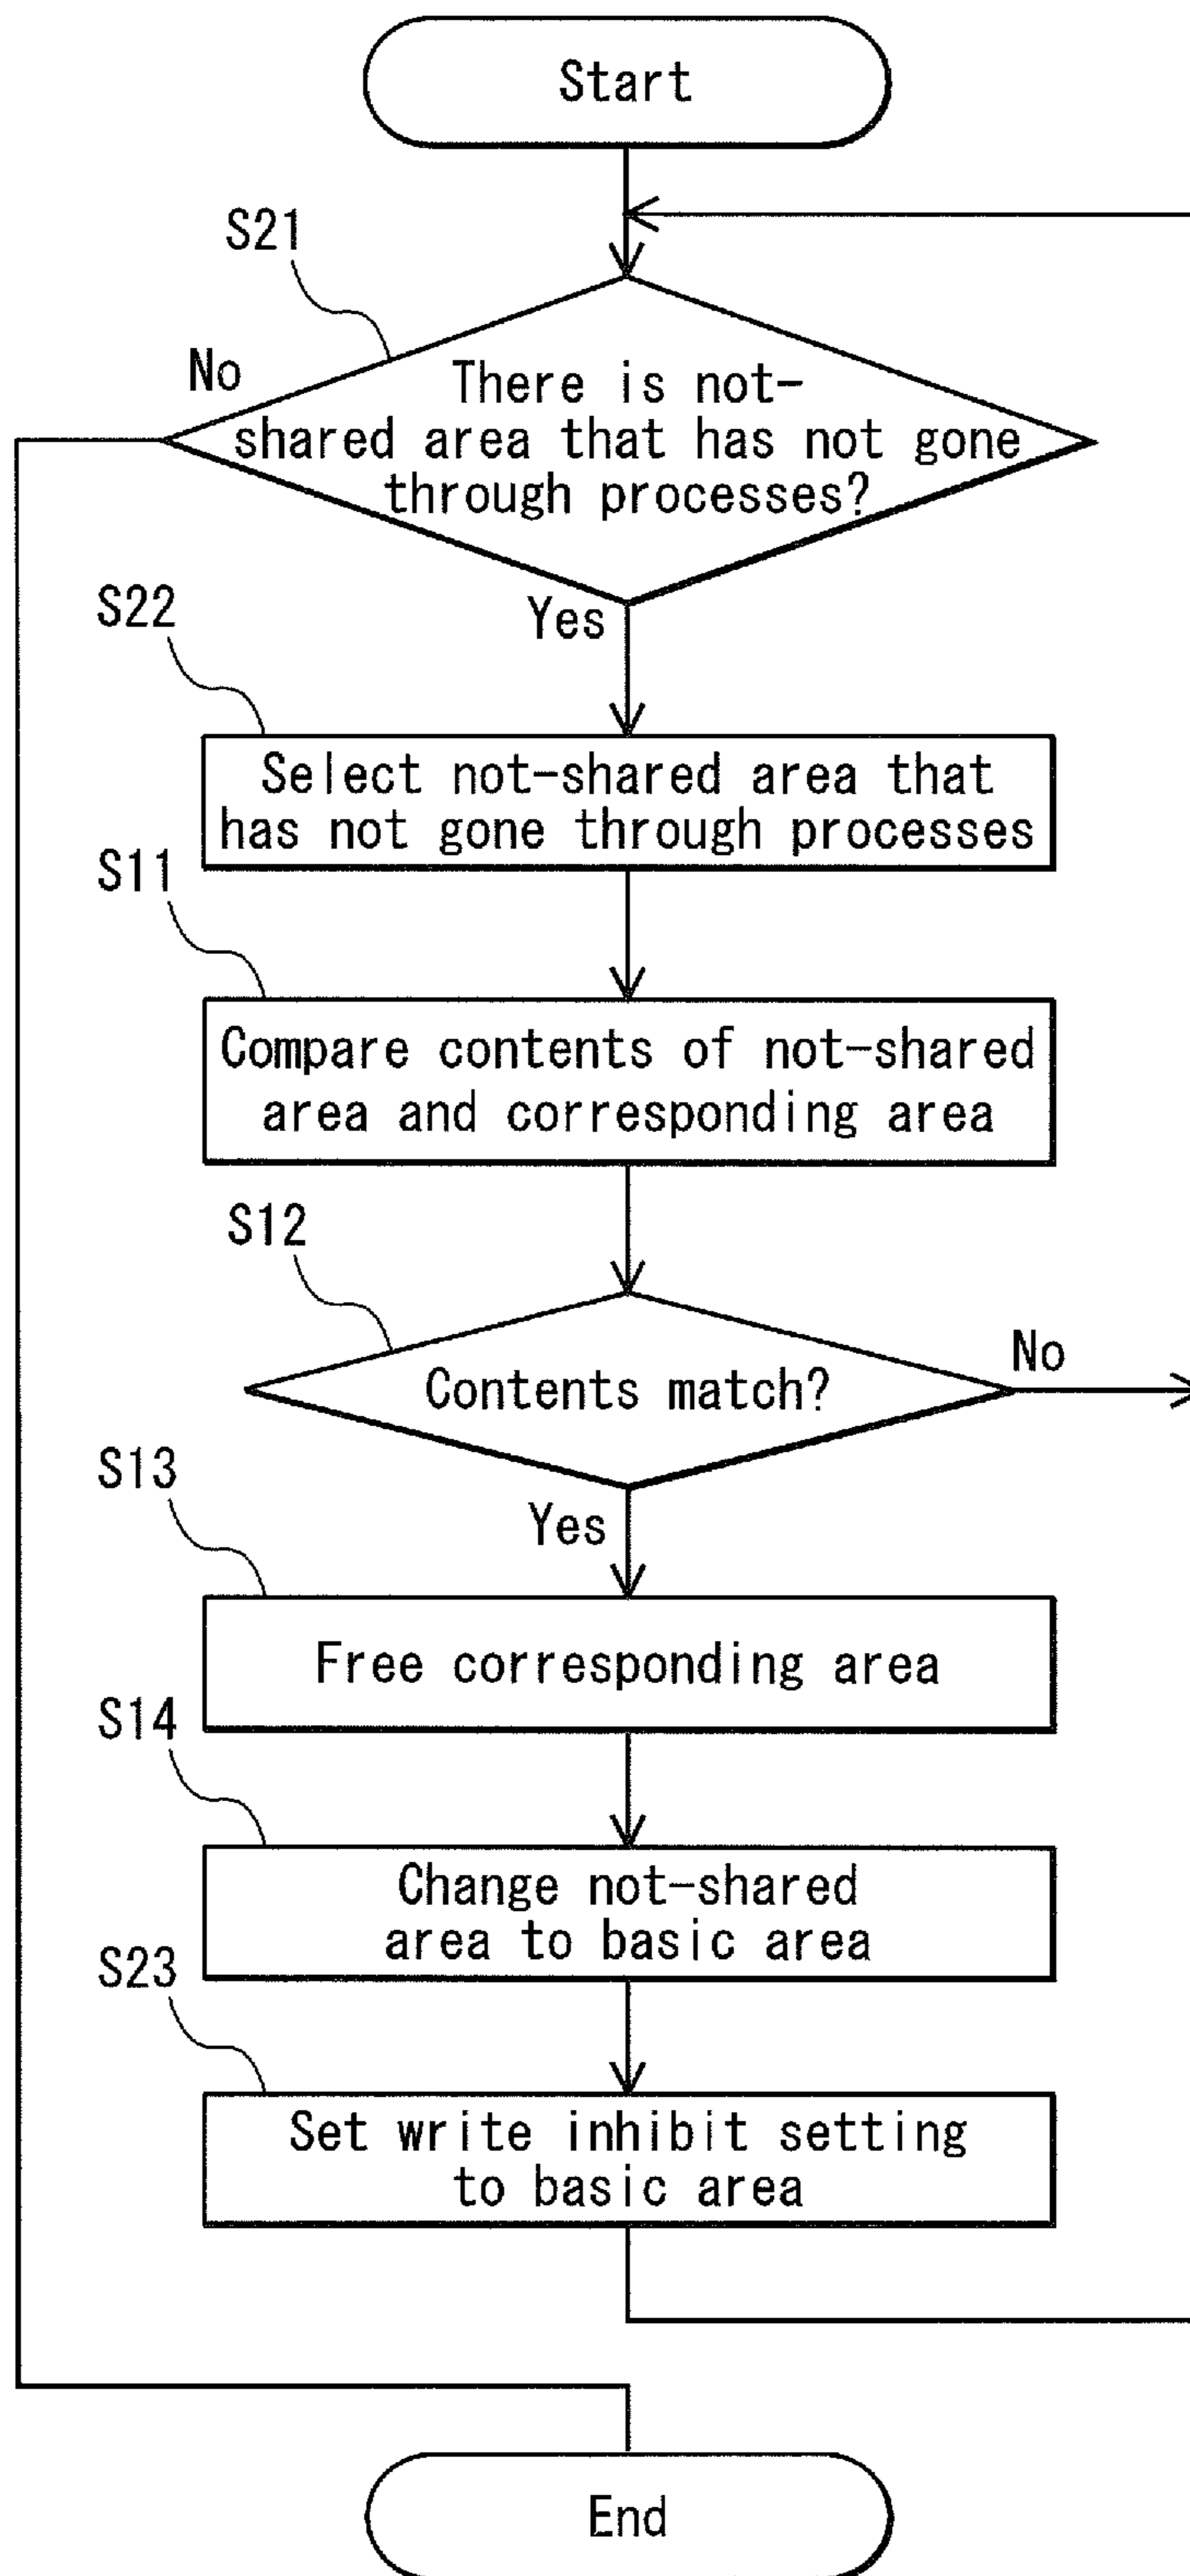 Start
S21
No
There is not-
shared area that has not gone
through processes?
Yes
S22
Select not-shared area that
has not gone through processes
S11
Compare contents of not-shared
area and corresponding area
S12
Contents match?
No
Yes
S13
Free corresponding area
S14
Change not-shared
area to basic area
S23
Set write inhibit setting
to basic area
End